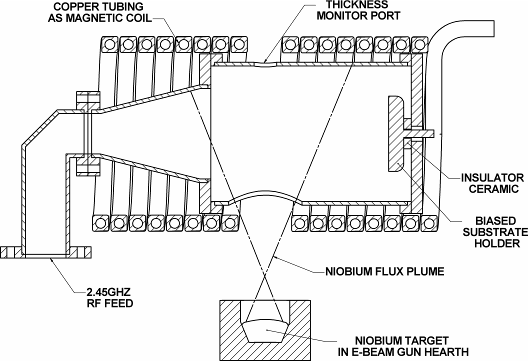 COPPER TUBING
AS MAGNETIC COIL
THICKNESS
MONITOR PORT
INSULATOR
CERAMIC
BIASED
SUBSTRATE
HOLDER
NIOBIUM FLUX PLUME
2.45GHZ
RF FEED
NIOBIUM TARGET
IN E-BEAM GUN HEARTH